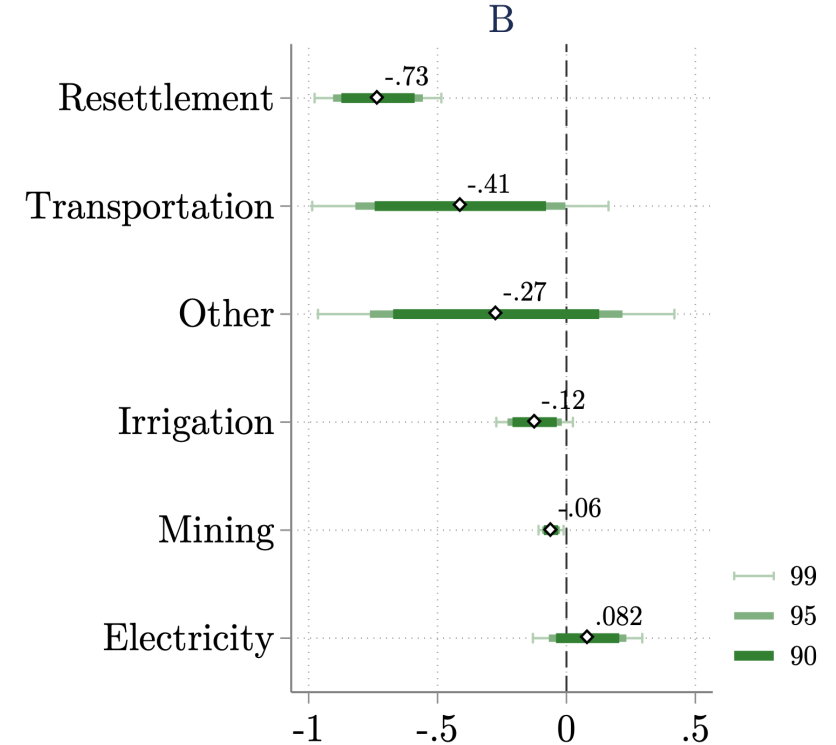 B
Resettlement
-.73
Transportation
-.41
Other
-.27
Irrigation
-.12
Mining
-.06
Electricity
.082
99
95
90
-1
-.5
0
.5